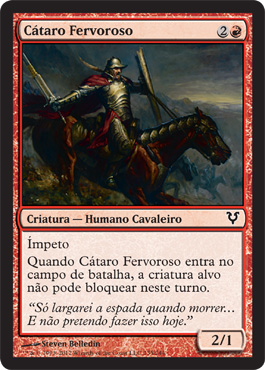 Cátaro Fervoroso 2
Criatura — Humano Cavaleiro
Ímpeto
Quando Cátaro Fervoroso entra no
campo de batalha, a criatura alvo
não pode bloquear neste turno.
“Só largarei a espada quando morrer...
E não pretendo fazer isso hoje.”
Steven Belledin
2/1